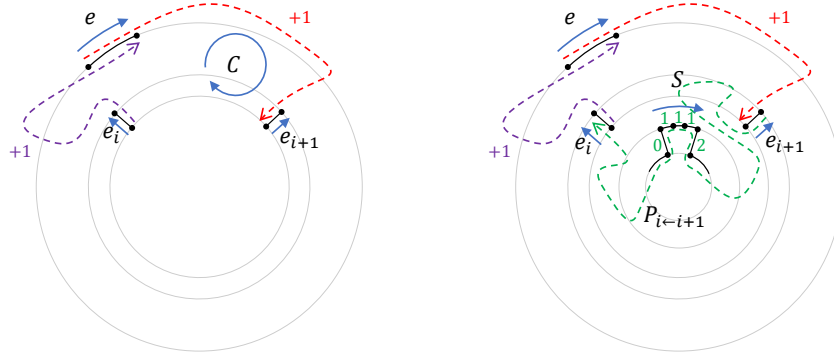 e
+1
C
e_i
e_{i+1}
+1
e
+1
S
1 1 1
e_i
0
2
e_{i+1}
+1
P_{i←i+1}